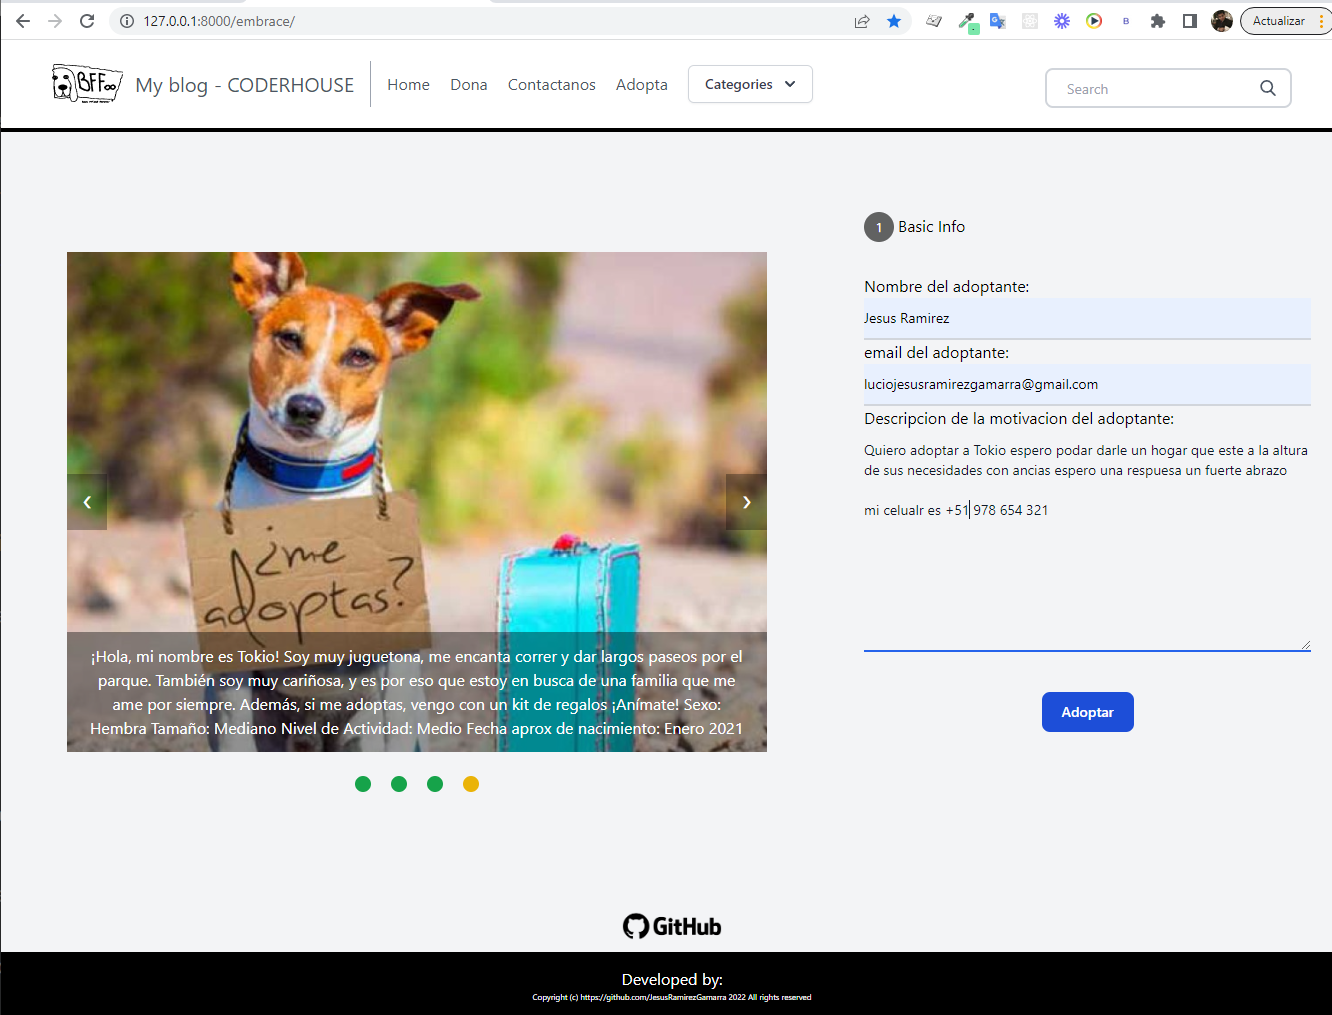 127.0.0.1:8000/embrace/
Actualizar
BFF
My blog - CODERHOUSE
Home
Dona
Contactanos
Adopta
Categories
Search
1 Basic Info
Nombre del adoptante:
Jesus Ramirez
email del adoptante:
luciojesusramirezgamarra@gmail.com
Descripcion de la motivacion del adoptante:
Quiero adoptar a Tokio espero podar darle un hogar que este a la altura
de sus necesidades con ancias espero una respuesa un fuerte abrazo
mi celualr es +51 978 654 321
Adoptar
¿me
adoptas?
¡Hola, mi nombre es Tokio! Soy muy juguetona, me encanta correr y dar largos paseos por el
parque. También soy muy cariñosa, y es por eso que estoy en busca de una familia que me
ame por siempre. Además, si me adoptas, vengo con un kit de regalos ¡Anímate! Sexo:
Hembra Tamaño: Mediano Nivel de Actividad: Medio Fecha aprox de nacimiento: Enero 2021
GitHub
Developed by:
Copyright (c) https://github.com/JesusRamirezGamarra 2022 All rights reserved